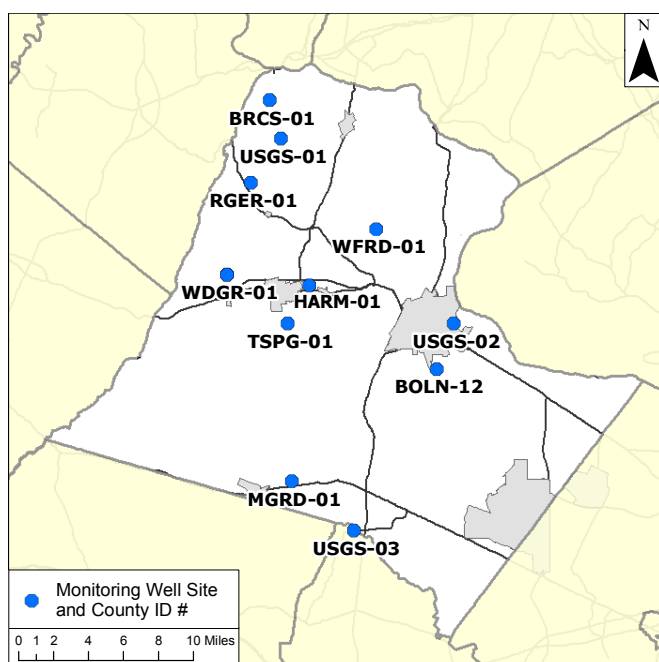 N
BRCS-01
USGS-01
RGER-01
WFRD-01
WDGR-01
HARM-01
TSPG-01
USGS-02
BOLN-12
MGRD-01
USGS-03
Monitoring Well Site
and County ID #
0 1 2 4 6 8 10 Miles